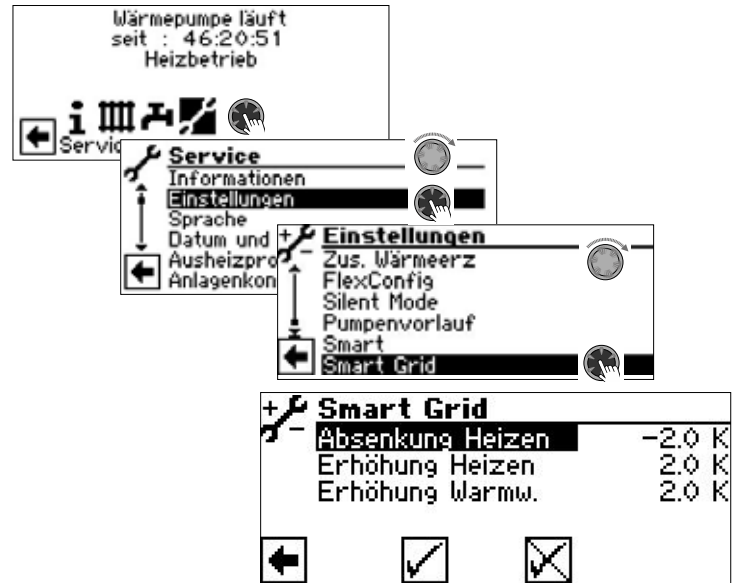 Wärmepumpe läuft
seit : 46:20:51
Heizbetrieb
Servic
Service
Informationen
Einstellungen
Sprache
Datum und
Ausheizpro
Anlagenkon
Einstellungen
Zus. Wärmeerz
FlexConfig
Silent Mode
Pumpenvorlauf
Smart
Smart Grid
Smart Grid
Absenkung Heizen -2.0 K
Erhöhung Heizen 2.0 K
Erhöhung Warmw. 2.0 K